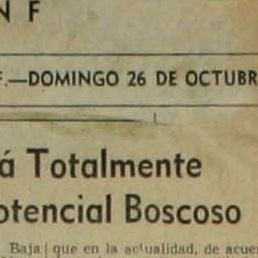 N F
F.—DOMINGO 26 DE OCTUBR
á Totalmente
otencial Boscoso
Baja | que en la actualidad, de acue